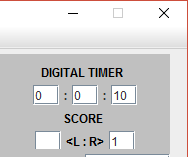 DIGITAL TIMER
0 : 0 : 10
SCORE
<L : R> 1